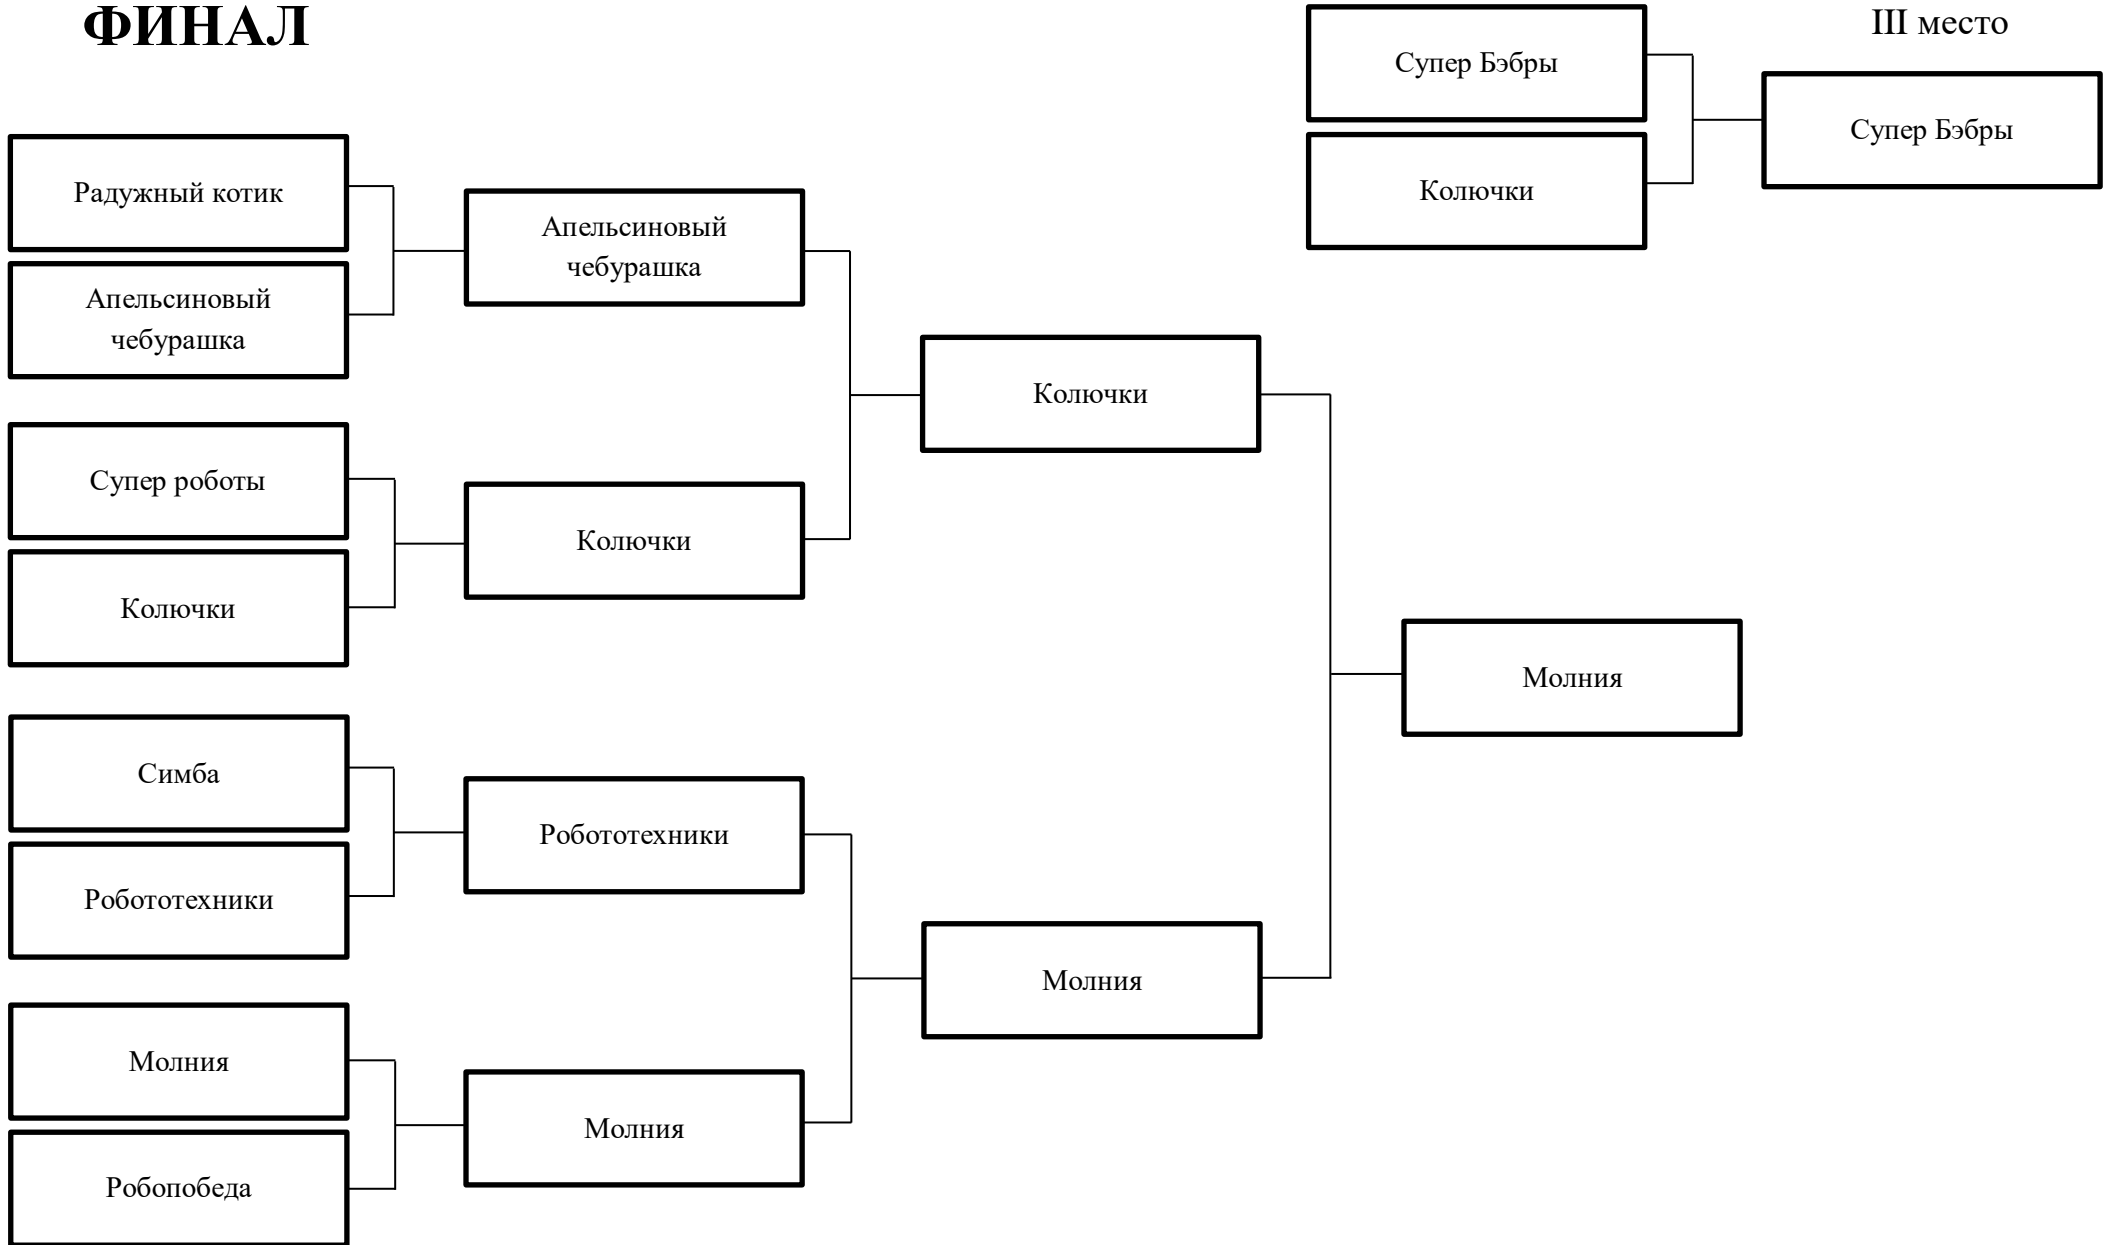 ФИНАЛ
III место
Супер Бэбры
Колючки
Супер Бэбры
Радужный котик
Апельсиновый
чебурашка
Супер роботы
Колючки
Симба
Робототехники
Молния
Робопобеда
Апельсиновый
чебурашка
Колючки
Робототехники
Молния
Колючки
Молния
Молния